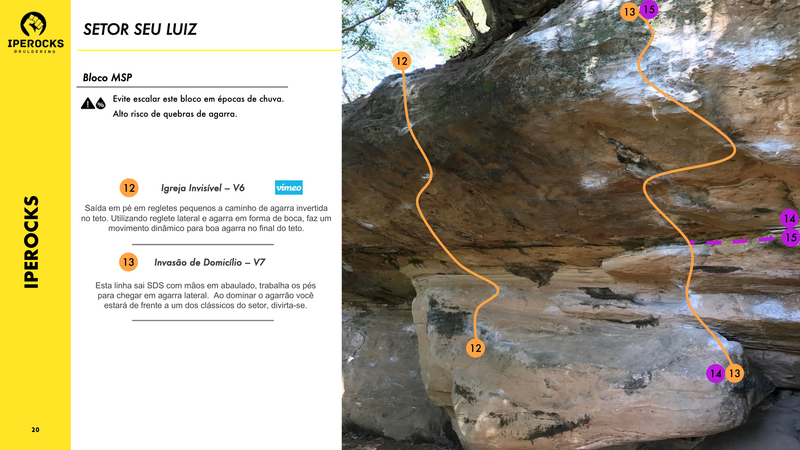 IPEROCKS
BOULDERING
SETOR SEU LUIZ
Bloco MSP
Evite escalar este bloco em épocas de chuva.
Alto risco de quebras de agarra.
12 Igreja Invisível – V6 vimeo
Saída em pé em regletes pequenos a caminho de agarra invertida
no teto. Utilizando reglete lateral e agarra em forma de boca, faz um
movimento dinâmico para boa agarra no final do teto.
13 Invasão de Domicílio – V7
Esta linha sai SDS com mãos em abaulado, trabalha os pés
para chegar em agarra lateral. Ao dominar o agarrão você
estará de frente a um dos clássicos do setor, divirta-se.
IPEROCKS
20
13 15
12
14
15
12
14 13